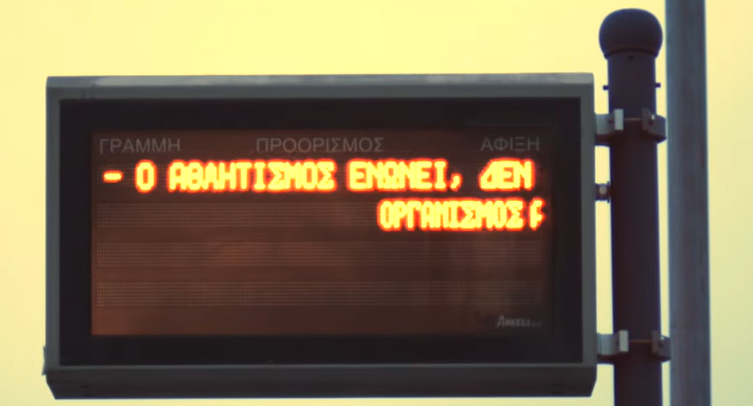 ΓΡΑΜΜΗ ΠΡΟΟΡΙΣΜΟΣ ΑΦΙΞΗ
- Ο ΑΘΛΗΤΙΣΜΟΣ ΕΝΩΝΕΙ, ΔΕΝ
ΟΡΓΑΝΙΣΜΟΣ